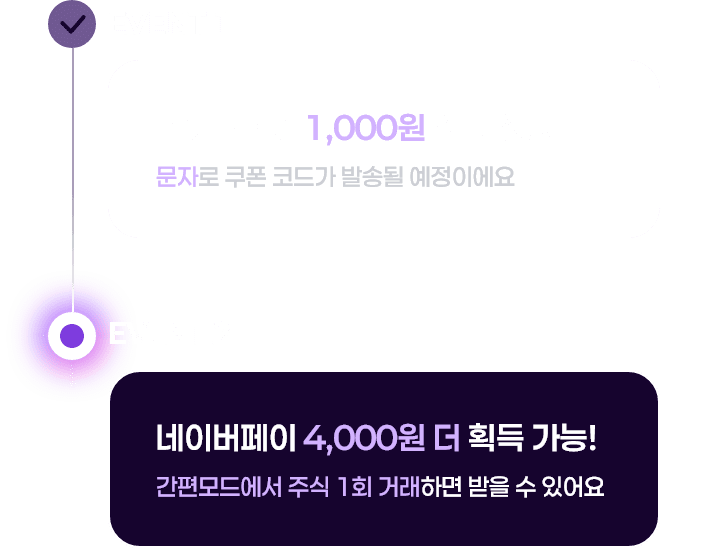 1,000원
문자로 쿠폰 코드가 발송될 예정이에요
네이버페이 4,000원 더 획득 가능!
간편모드에서 주식 1회 거래하면 받을 수 있어요